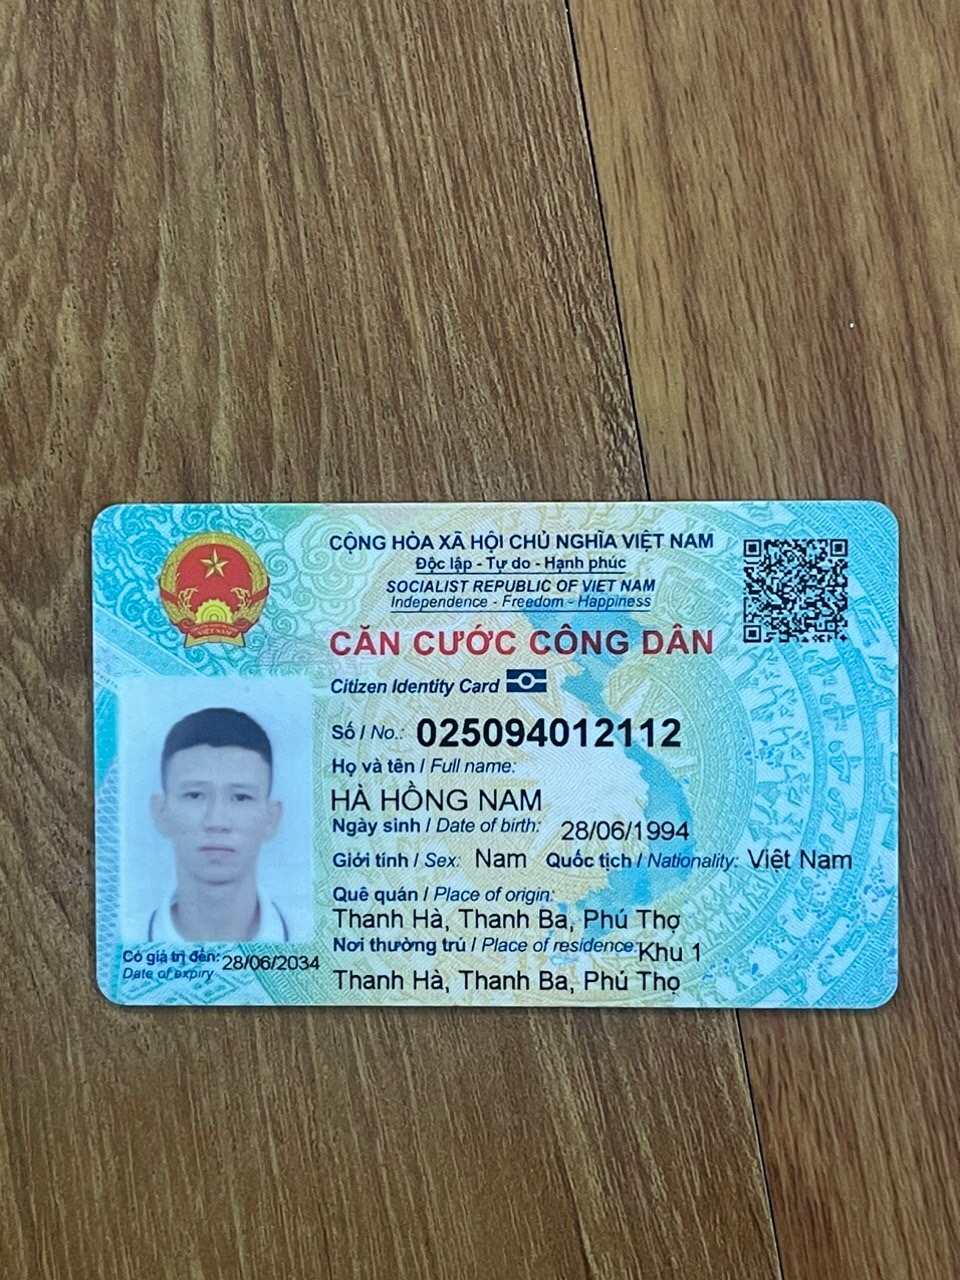 CỘNG HÒA XÃ HỘI CHỦ NGHĨA VIỆT NAM
Độc lập - Tự do - Hạnh phúc
SOCIALIST REPUBLIC OF VIET NAM
Independence - Freedom - Happiness
CĂN CƯỚC CÔNG DÂN
Citizen Identity Card
Số / No.: 025094012112
Họ và tên / Full name:
HÀ HỒNG NAM
Ngày sinh / Date of birth: 28/06/1994
Giới tính / Sex: Nam Quốc tịch / Nationality: Việt Nam
Quê quán / Place of origin:
Thanh Hà, Thanh Ba, Phú Thọ
Nơi thường trú / Place of residence: Khu 1
Thanh Hà, Thanh Ba, Phú Thọ
Có giá trị đến: 28/06/2034
Date of expiry
VIỆT NAM